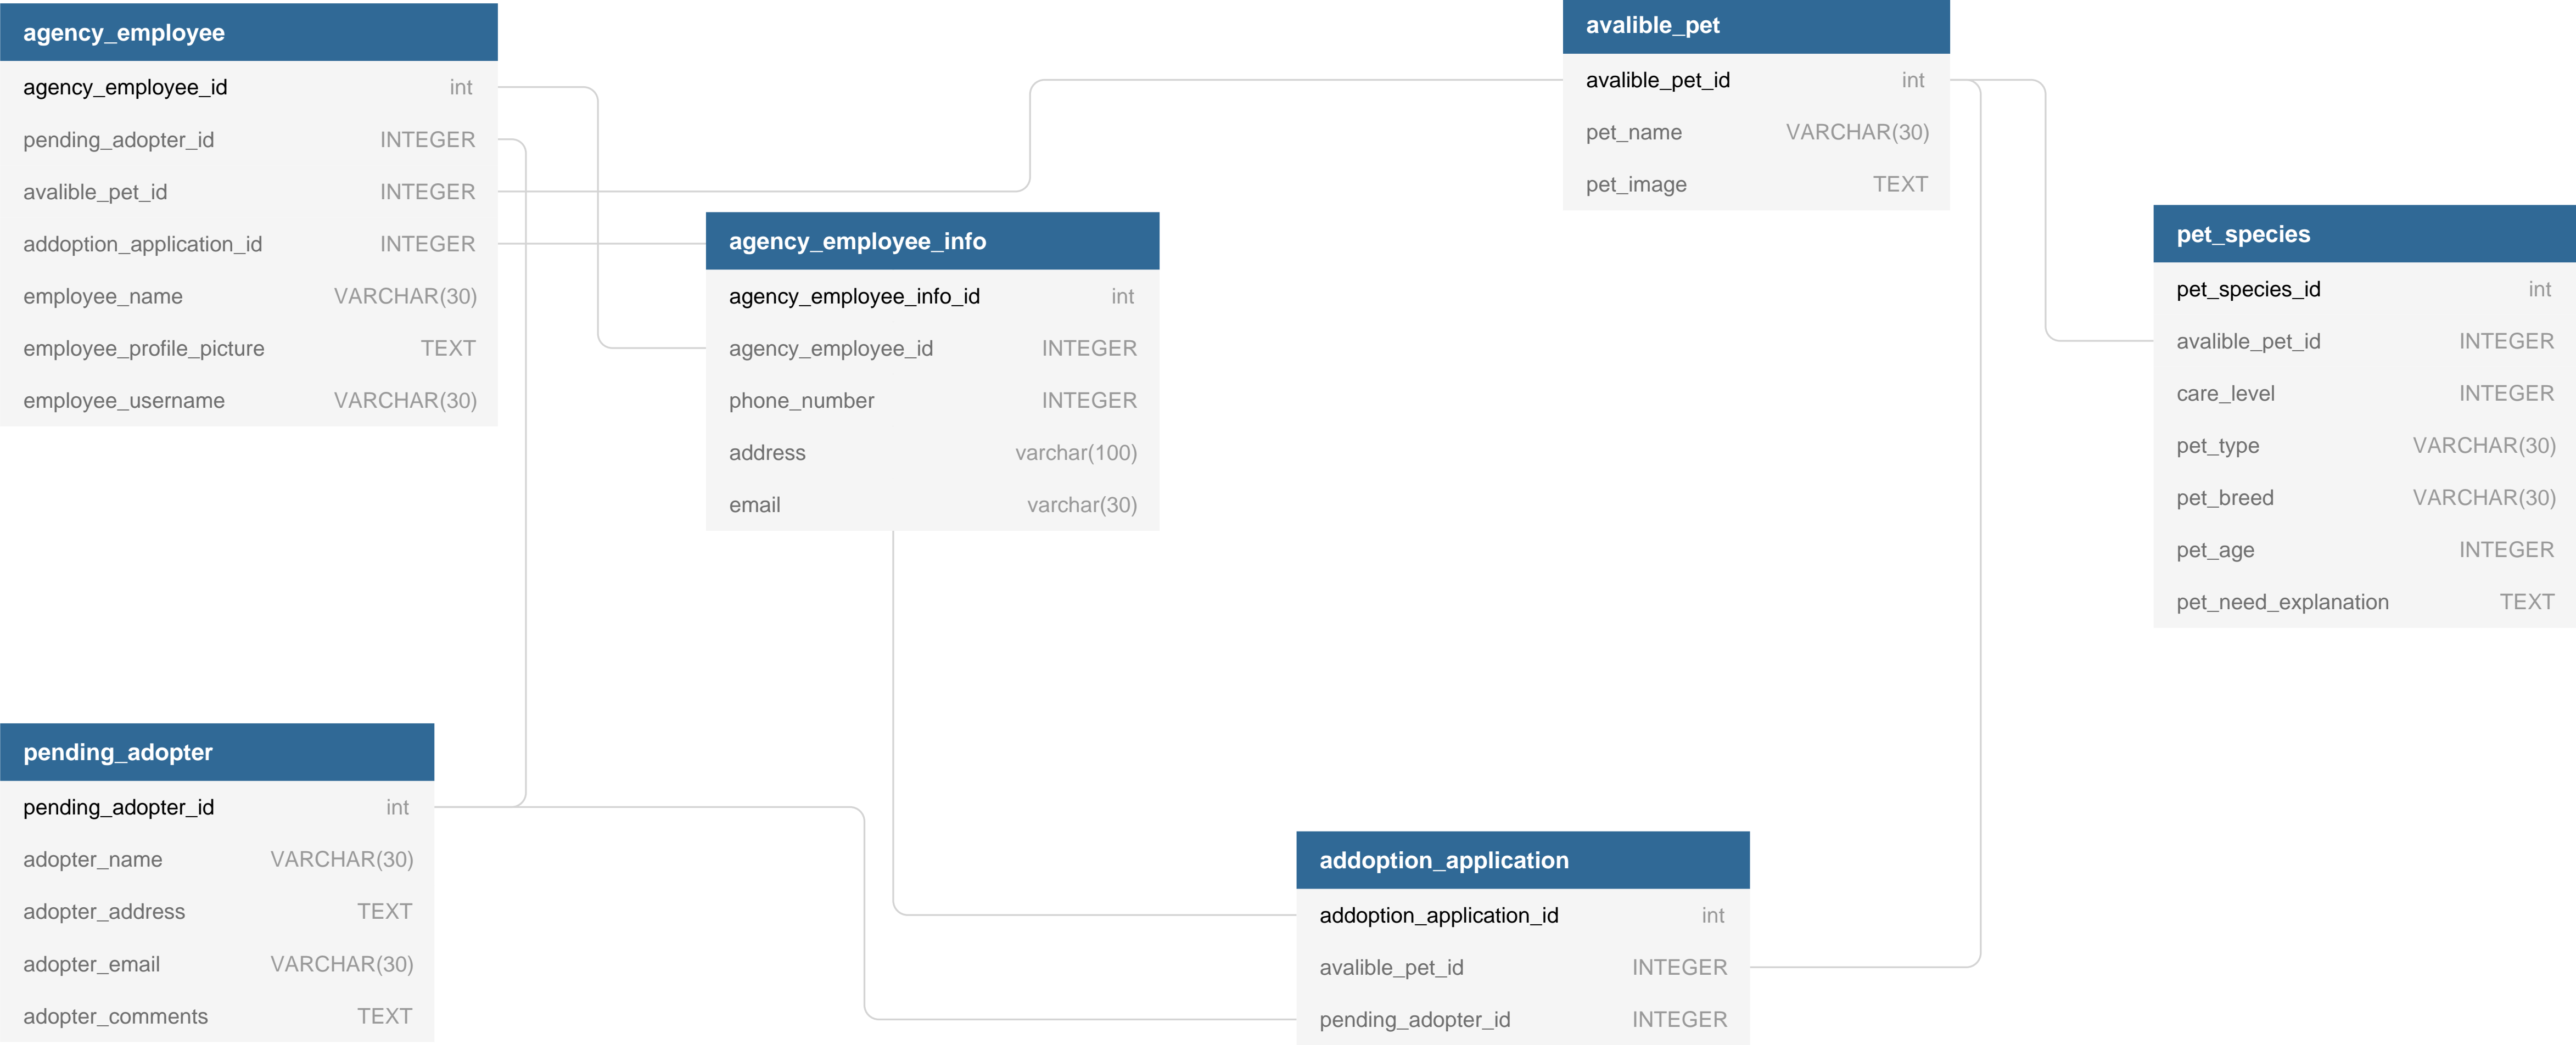 agency_employee
agency_employee_id int
pending_adopter_id INTEGER
avalible_pet_id INTEGER
addoption_application_id INTEGER
employee_name VARCHAR(30)
employee_profile_picture TEXT
employee_username VARCHAR(30)
agency_employee_info
agency_employee_info_id int
agency_employee_id INTEGER
phone_number INTEGER
address varchar(100)
email varchar(30)
avalible_pet
avalible_pet_id int
pet_name VARCHAR(30)
pet_image TEXT
pet_species
pet_species_id int
avalible_pet_id INTEGER
care_level INTEGER
pet_type VARCHAR(30)
pet_breed VARCHAR(30)
pet_age INTEGER
pet_need_explanation TEXT
pending_adopter
pending_adopter_id int
adopter_name VARCHAR(30)
adopter_address TEXT
adopter_email VARCHAR(30)
adopter_comments TEXT
addoption_application
addoption_application_id int
avalible_pet_id INTEGER
pending_adopter_id INTEGER